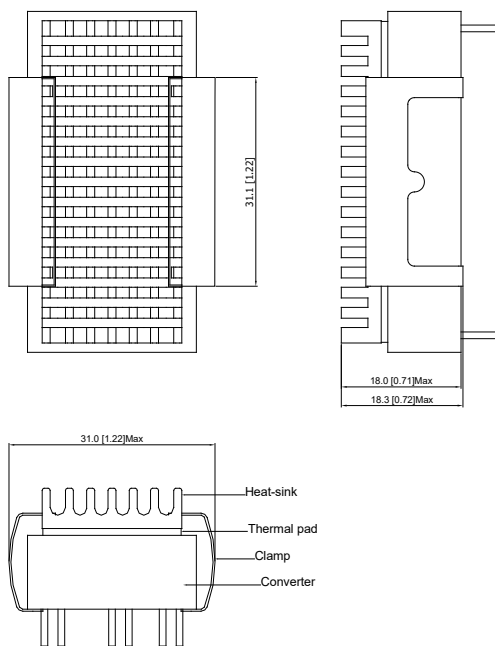 31.1 [1.22]
18.0 [0.71]Max
18.3 [0.72]Max
31.0 [1.22]Max
Heat-sink
Thermal pad
Clamp
Converter